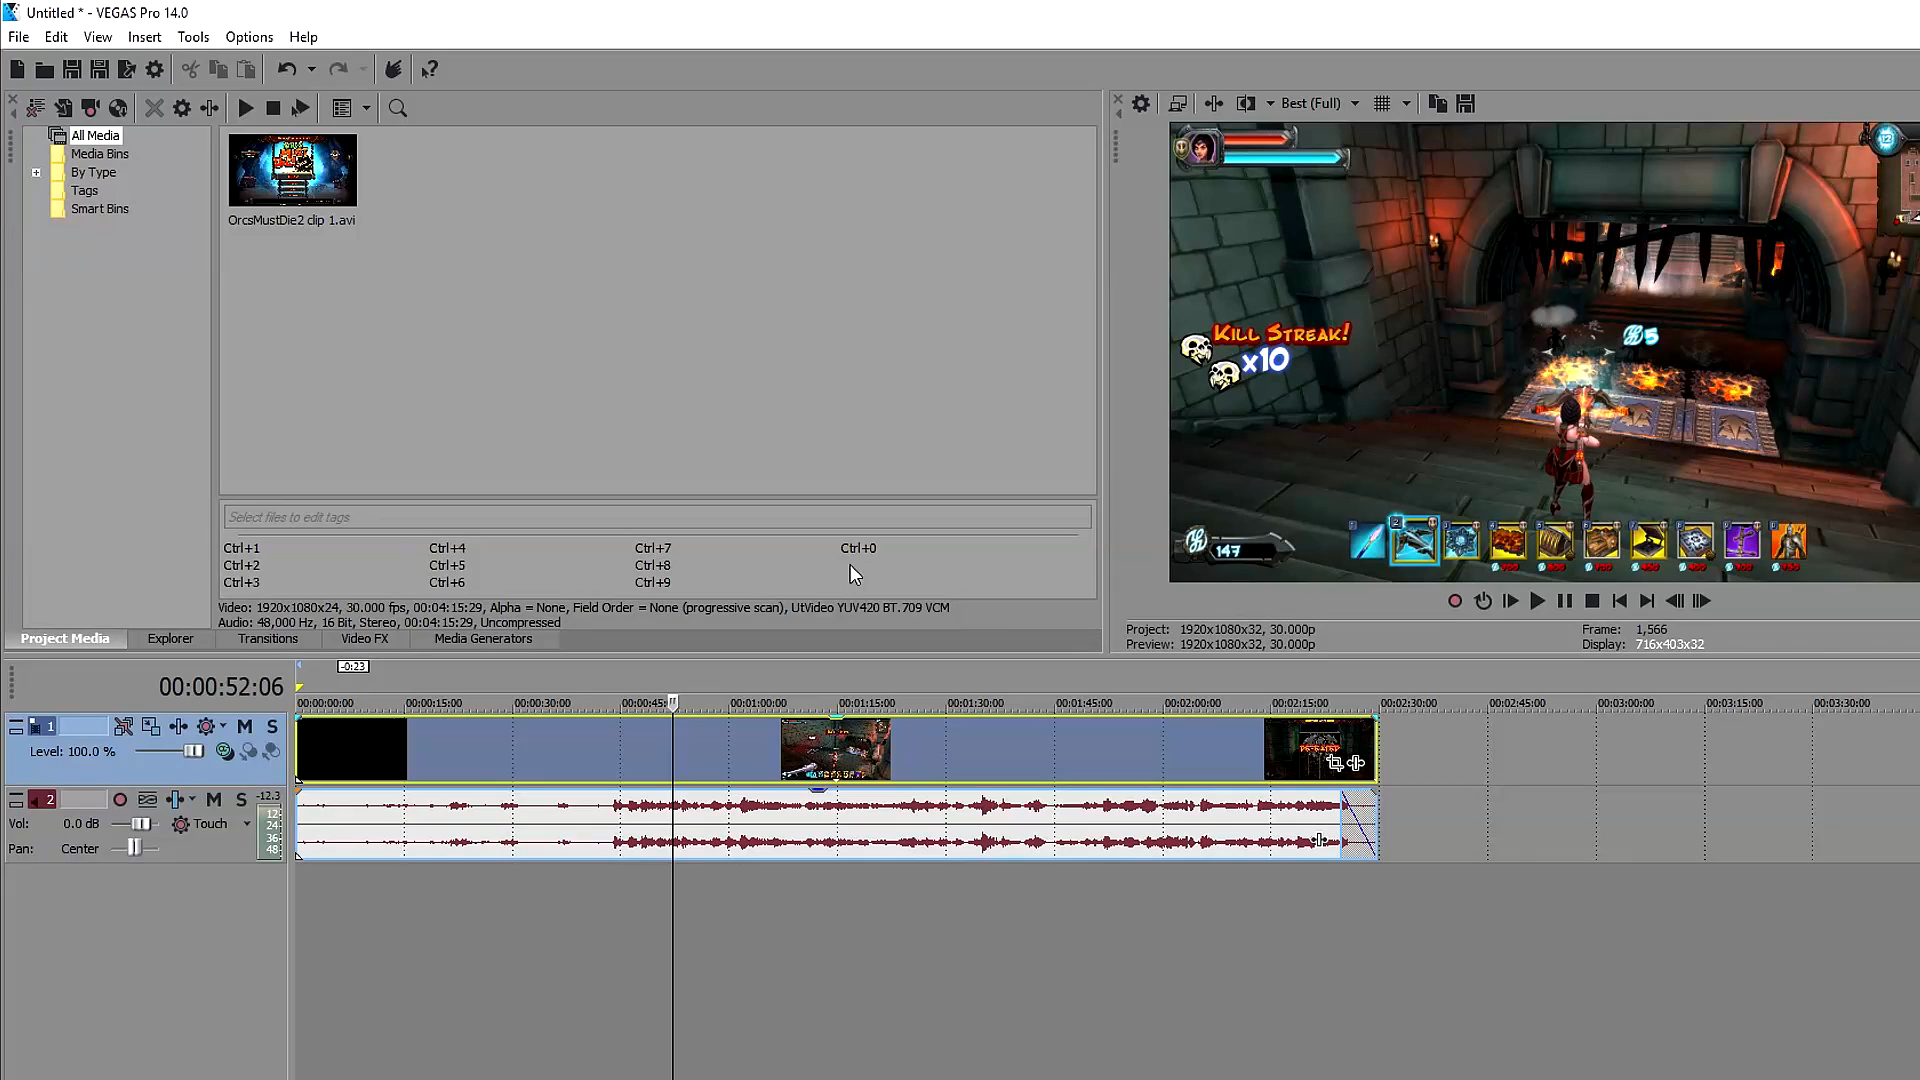 Untitled * - VEGAS Pro 14.0
File Edit View Insert Tools Options Help
All Media
Media Bins
By Type
Tags
Smart Bins
OrcsMustDie2 clip 1.avi
Select files to edit tags
Ctrl+1 Ctrl+4 Ctrl+7 Ctrl+0
Ctrl+2 Ctrl+5 Ctrl+8
Ctrl+3 Ctrl+6 Ctrl+9
Video: 1920x1080x24, 30.000 fps, 00:04:15:29, Alpha = None, Field Order = None (progressive scan), UtVideo YUV420 BT.709 VCM
Audio: 48,000 Hz, 16 Bit, Stereo, 00:04:15:29, Uncompressed
Project Media Explorer Transitions Video FX Media Generators
Best (Full)
12
KILL STREAK!
x10
5
147
Project: 1920x1080x32, 30.000p
Preview: 1920x1080x32, 30.000p
Frame: 1,566
Display: 716x403x32
-0:23
00:00:52:06
00:00:00:00 00:00:15:00 00:00:30:00 00:00:45: 00:01:00:00 00:01:15:00 00:01:30:00 00:01:45:00 00:02:00:00 00:02:15:00 00:02:30:00 00:02:45:00 00:03:00:00 00:03:15:00 00:03:30:00
1 M S
Level: 100.0 %
2 M S -12.3
Vol: 0.0 dB Touch
Pan: Center
12
24
36
48